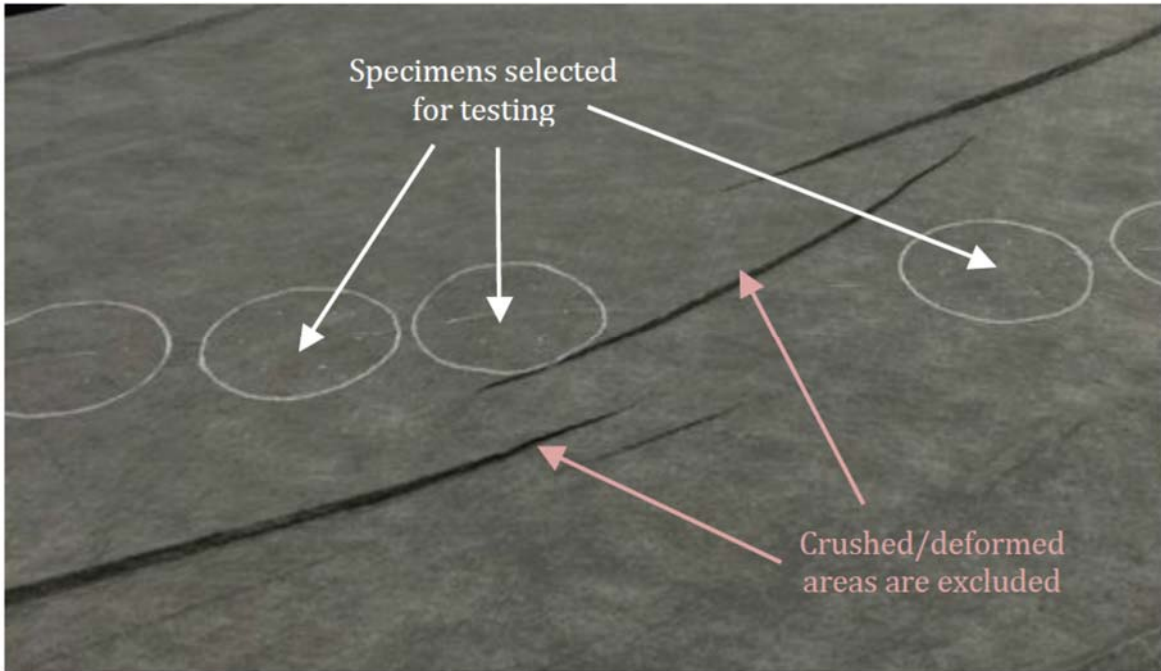 Specimens selected
for testing
Crushed/deformed
areas are excluded